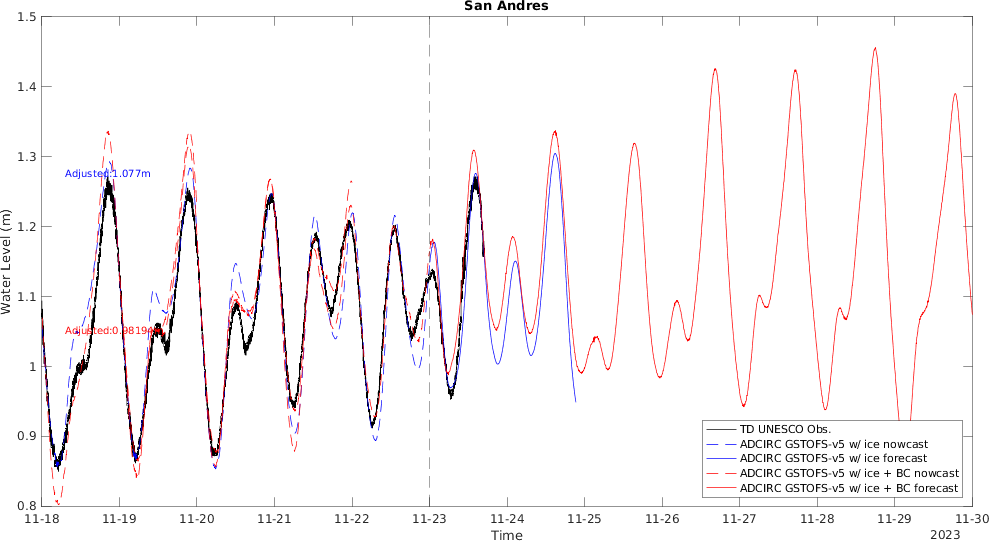 San Andres
1.5
1.4
1.3
1.2
1.1
1
0.9
0.8
Water Level (m)
Adjusted:1.077m
Adjusted:0.98194m
TD UNESCO Obs.
ADCIRC GSTOFS-v5 w/ ice nowcast
ADCIRC GSTOFS-v5 w/ ice forecast
ADCIRC GSTOFS-v5 w/ ice + BC nowcast
ADCIRC GSTOFS-v5 w/ ice + BC forecast
11-18 11-19 11-20 11-21 11-22 11-23 11-24 11-25 11-26 11-27 11-28 11-29 11-30
Time
2023